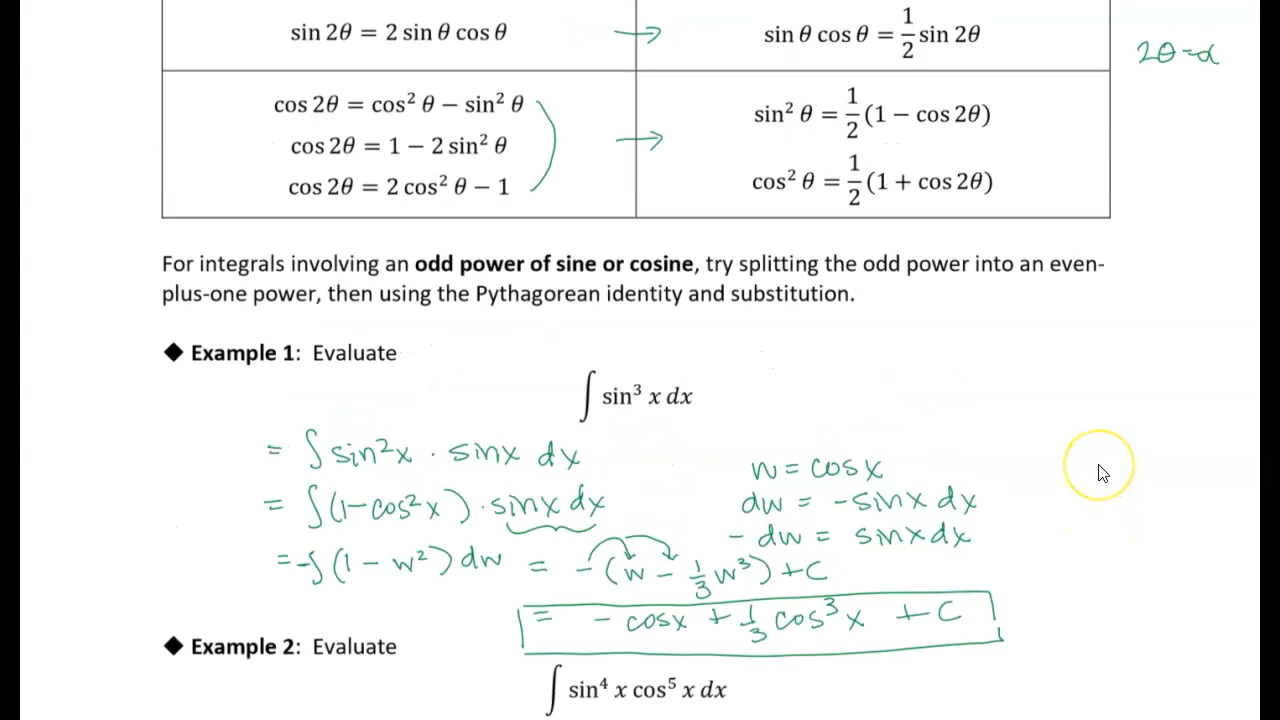 sin 2θ = 2 sin θ cos θ → sin θ cos θ = 1/2 sin 2θ
2θ = α
cos 2θ = cos² θ − sin² θ
cos 2θ = 1 − 2 sin² θ
cos 2θ = 2 cos² θ − 1
→
sin² θ = 1/2 (1 − cos 2θ)
cos² θ = 1/2 (1 + cos 2θ)
For integrals involving an odd power of sine or cosine, try splitting the odd power into an even-
plus-one power, then using the Pythagorean identity and substitution.
◆ Example 1: Evaluate
∫ sin³ x dx
= ∫ sin²x · sinx dx
= ∫ (1 − cos²x) · sinx dx
= −∫ (1 − w²) dw = −(w − 1/3 w³) + C
w = cosx
dw = −sinx dx
− dw = sinx dx
= − cosx + 1/3 cos³ x + C
◆ Example 2: Evaluate
∫ sin⁴ x cos⁵ x dx